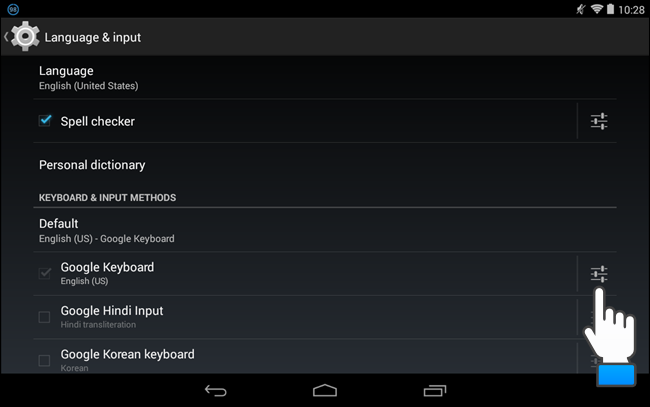 98
10:28
Language & input
Language
English (United States)
Spell checker
Personal dictionary
KEYBOARD & INPUT METHODS
Default
English (US) - Google Keyboard
Google Keyboard
English (US)
Google Hindi Input
Hindi transliteration
Google Korean keyboard
Korean